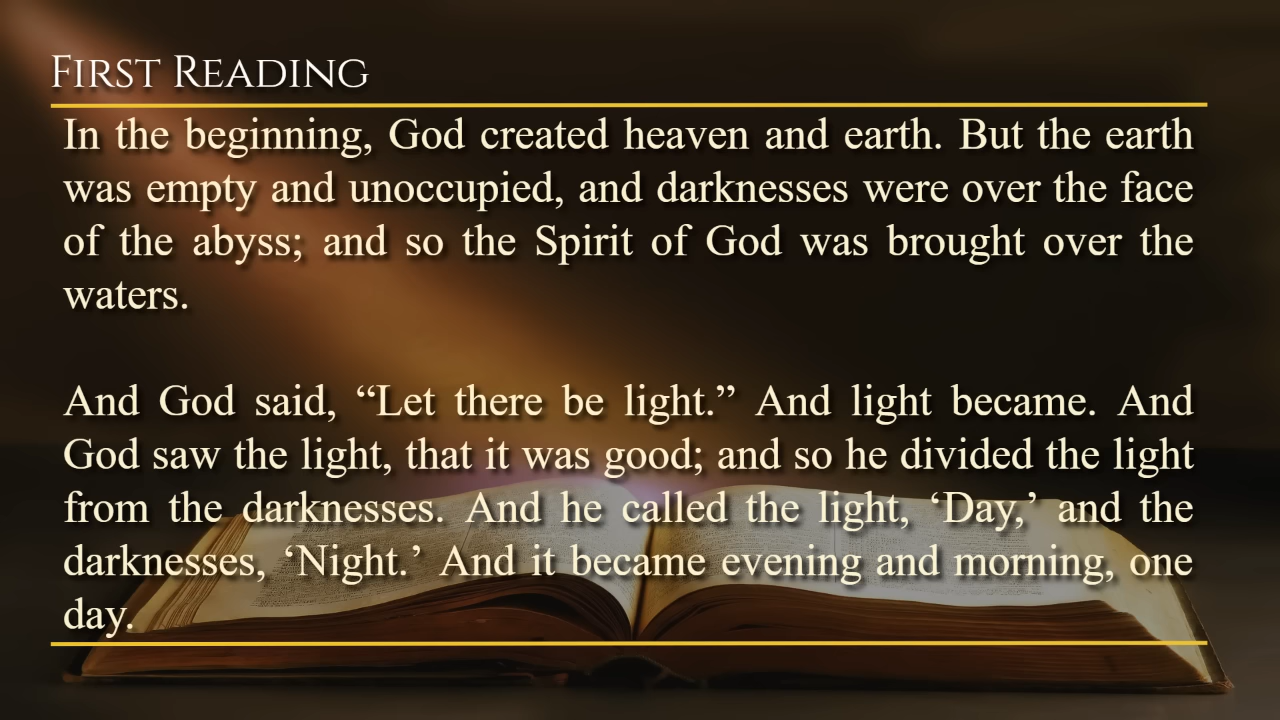 First Reading
In the beginning, God created heaven and earth. But the earth
was empty and unoccupied, and darknesses were over the face
of the abyss; and so the Spirit of God was brought over the
waters.
And God said, “Let there be light.” And light became. And
God saw the light, that it was good; and so he divided the light
from the darknesses. And he called the light, ‘Day,’ and the
darknesses, ‘Night.’ And it became evening and morning, one
day.